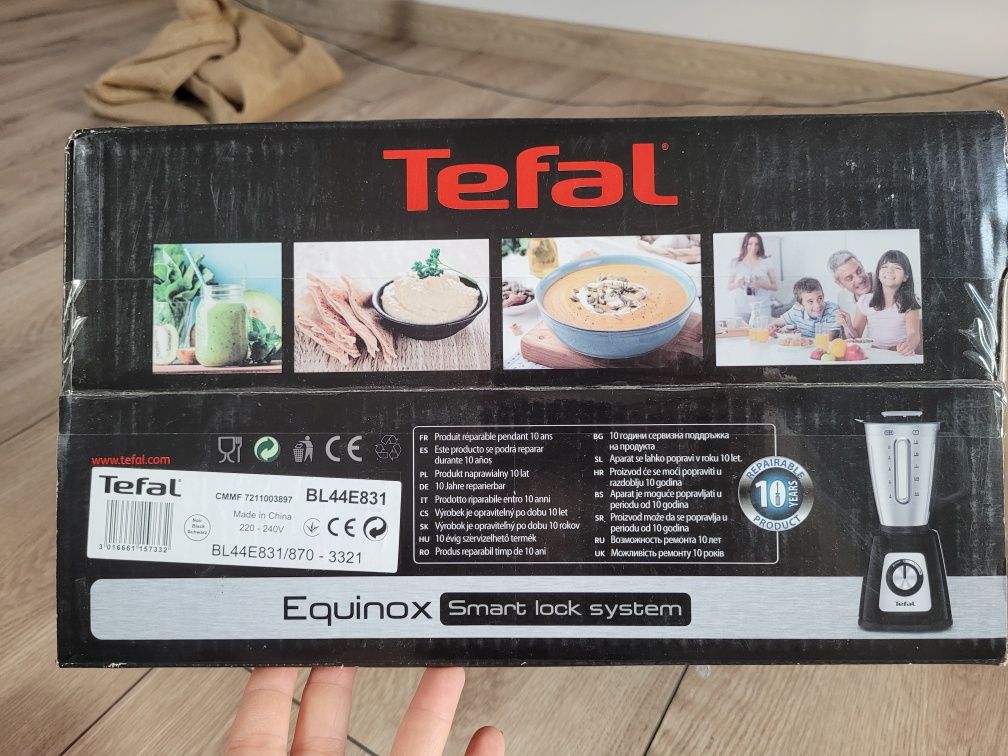 Tefal®
www.tefal.com
Tefal
CMMF 7211003897 BL44E831
Noir
Black
Schwarz
Made in China
220 - 240V
3 016661 157332
BL44E831/870 - 3321
FR Produit réparable pendant 10 ans
ES Este producto se podrá reparar
durante 10 años
PL Produkt naprawialny 10 lat
DE 10 Jahre reparierbar
IT Prodotto riparabile entro 10 anni
CS Výrobek je opravitelný po dobu 10 let
SK Výrobok je opraviteľný po dobu 10 rokov
HU 10 évig szervizelhető termék
RO Produs reparabil timp de 10 ani
BG 10 години сервизна поддръжка
на продукта
SL Aparat se lahko popravi v roku 10 let.
HR Proizvod će se moći popraviti u
razdoblju 10 godina
BS Aparat je moguće popravljati u
periodu od 10 godina
SR Proizvod može da se popravlja u
periodu od 10 godina
RU Возможность ремонта 10 лет
UK Можливість ремонту 10 років
REPAIRABLE
10 YEARS
PRODUCT
Tefal
Equinox Smart lock system